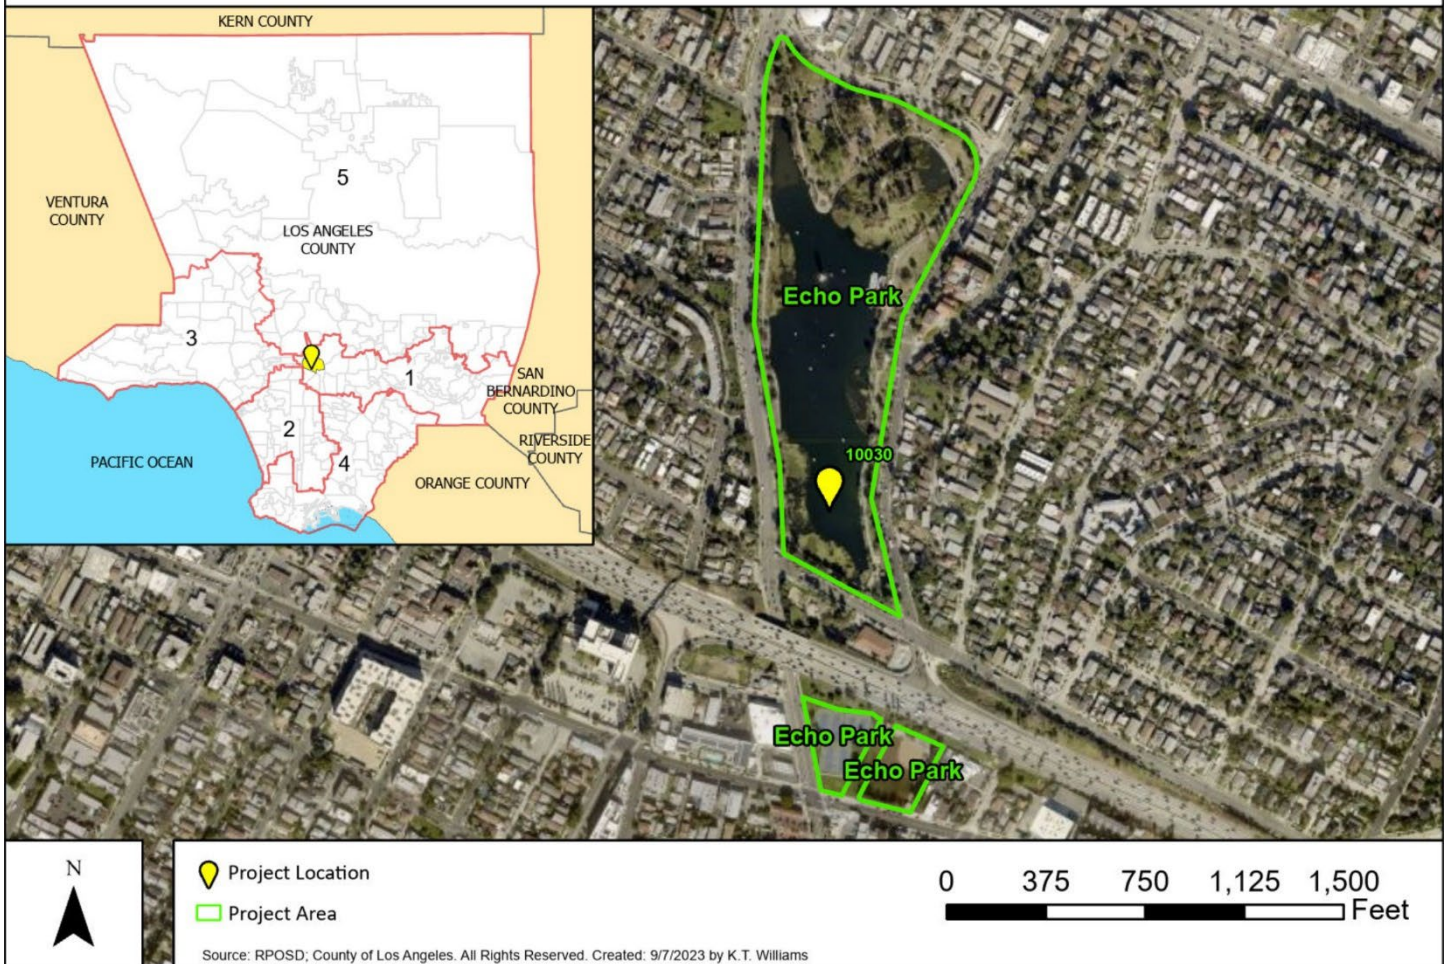 KERN COUNTY
5
VENTURA
COUNTY
LOS ANGELES
COUNTY
3
1
SAN
BERNARDINO
COUNTY
2
RIVERSIDE
COUNTY
4
PACIFIC OCEAN
ORANGE COUNTY
Echo Park
10030
Echo Park
Echo Park
N
Project Location
Project Area
0 375 750 1,125 1,500
Feet
Source: RPOSD; County of Los Angeles. All Rights Reserved. Created: 9/7/2023 by K.T. Williams